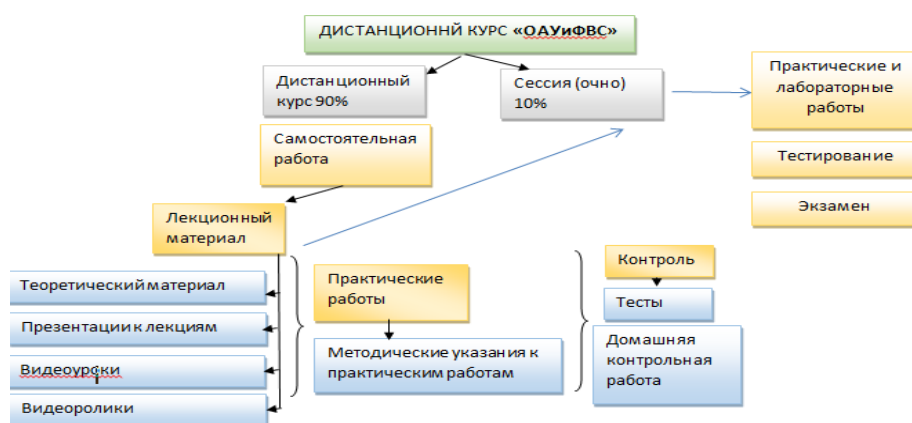 ДИСТАНЦИОННЙ КУРС «ОАУиФВС»
Дистанционный
курс 90%
Сессия (очно)
10%
Практические и
лабораторные
работы
Самостоятельная
работа
Тестирование
Экзамен
Лекционный
материал
Теоретический материал
Презентации к лекциям
Видеоуроки
Видеоролики
Практические
работы
Методические указания к
практическим работам
Контроль
Тесты
Домашняя
контрольная
работа